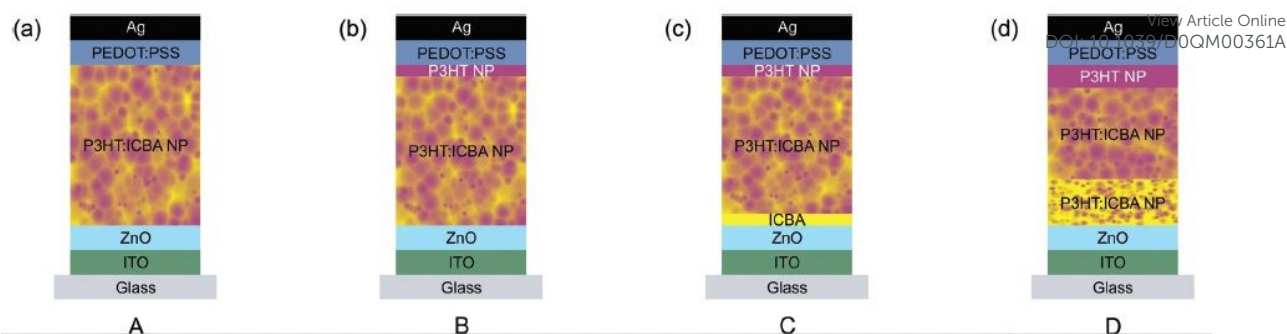 View Article Online
DOI: 10.1039/D0QM00361A
(a)
Ag
PEDOT:PSS
P3HT:ICBA NP
ZnO
ITO
Glass
A
(b)
Ag
PEDOT:PSS
P3HT NP
P3HT:ICBA NP
ZnO
ITO
Glass
B
(c)
Ag
PEDOT:PSS
P3HT NP
P3HT:ICBA NP
ICBA
ZnO
ITO
Glass
C
(d)
Ag
PEDOT:PSS
P3HT NP
P3HT:ICBA NP
P3HT:ICBA NP
ZnO
ITO
Glass
D